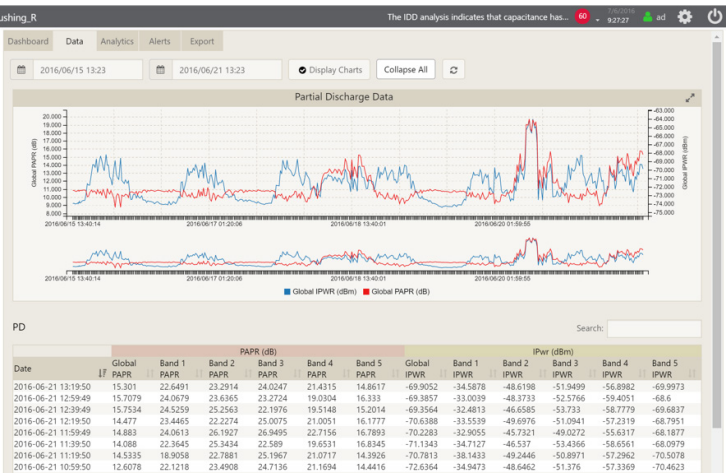 ushing_R The IDD analysis indicates that capacitance has... 60 7/6/2016 9:27:27 ad
Dashboard Data Analytics Alerts Export
2016/06/15 13:23 2016/06/21 13:23 Display Charts Collapse All
Partial Discharge Data
Global PAPR (dB)
20.000
19.000
18.000
17.000
16.000
15.000
14.000
13.000
12.000
11.000
10.000
9.000
8.000
-63.000
-64.000
-65.000
-66.000
-67.000
-68.000
-69.000
-70.000
-71.000
-72.000
-73.000
-74.000
-75.000
Global IPWR (dBm)
2016/06/15 13:40:14 2016/06/17 01:20:06 2016/06/18 13:40:01 2016/06/20 01:59:55
2016/06/15 13:40:14 2016/06/17 01:20:06 2016/06/18 13:40:01 2016/06/20 01:59:55
Global IPWR (dBm) Global PAPR (dB)
PD Search:
PAPR (dB) IPwr (dBm)
Date Global PAPR Band 1 PAPR Band 2 PAPR Band 3 PAPR Band 4 PAPR Band 5 PAPR Global IPWR Band 1 IPWR Band 2 IPWR Band 3 IPWR Band 4 IPWR Band 5 IPWR
2016-06-21 13:19:50 15.301 22.6491 23.2914 24.0247 21.4315 14.8617 -69.9052 -34.5878 -48.6198 -51.9499 -56.8982 -69.9973
2016-06-21 12:59:49 15.7079 24.0679 23.6365 23.2724 19.0304 16.333 -69.3857 -33.0039 -48.3733 -52.5766 -59.4051 -68.6
2016-06-21 12:39:49 15.7534 24.5259 25.2563 22.1976 19.5148 15.2014 -69.3564 -32.4813 -46.6585 -53.733 -58.7779 -69.6837
2016-06-21 12:19:50 14.477 23.4465 22.2274 25.0075 21.0051 16.1777 -70.6388 -33.5539 -49.6976 -51.0941 -57.2319 -68.7951
2016-06-21 11:59:49 14.883 24.0613 26.1927 26.9495 22.7156 16.7893 -70.2283 -32.9055 -45.7321 -49.0272 -55.6317 -68.1877
2016-06-21 11:39:50 14.088 22.3645 25.3434 22.589 19.6531 16.8345 -71.1343 -34.7127 -46.537 -53.4366 -58.6561 -68.0979
2016-06-21 11:19:50 14.5335 18.9058 22.7881 25.1967 21.0717 14.3926 -70.7813 -38.1433 -49.2446 -50.8971 -57.2962 -70.5078
2016-06-21 10:59:50 12.6078 22.1218 23.4908 24.7136 21.1694 14.4416 -72.6364 -34.9473 -48.6462 -51.376 -57.3369 -70.4623